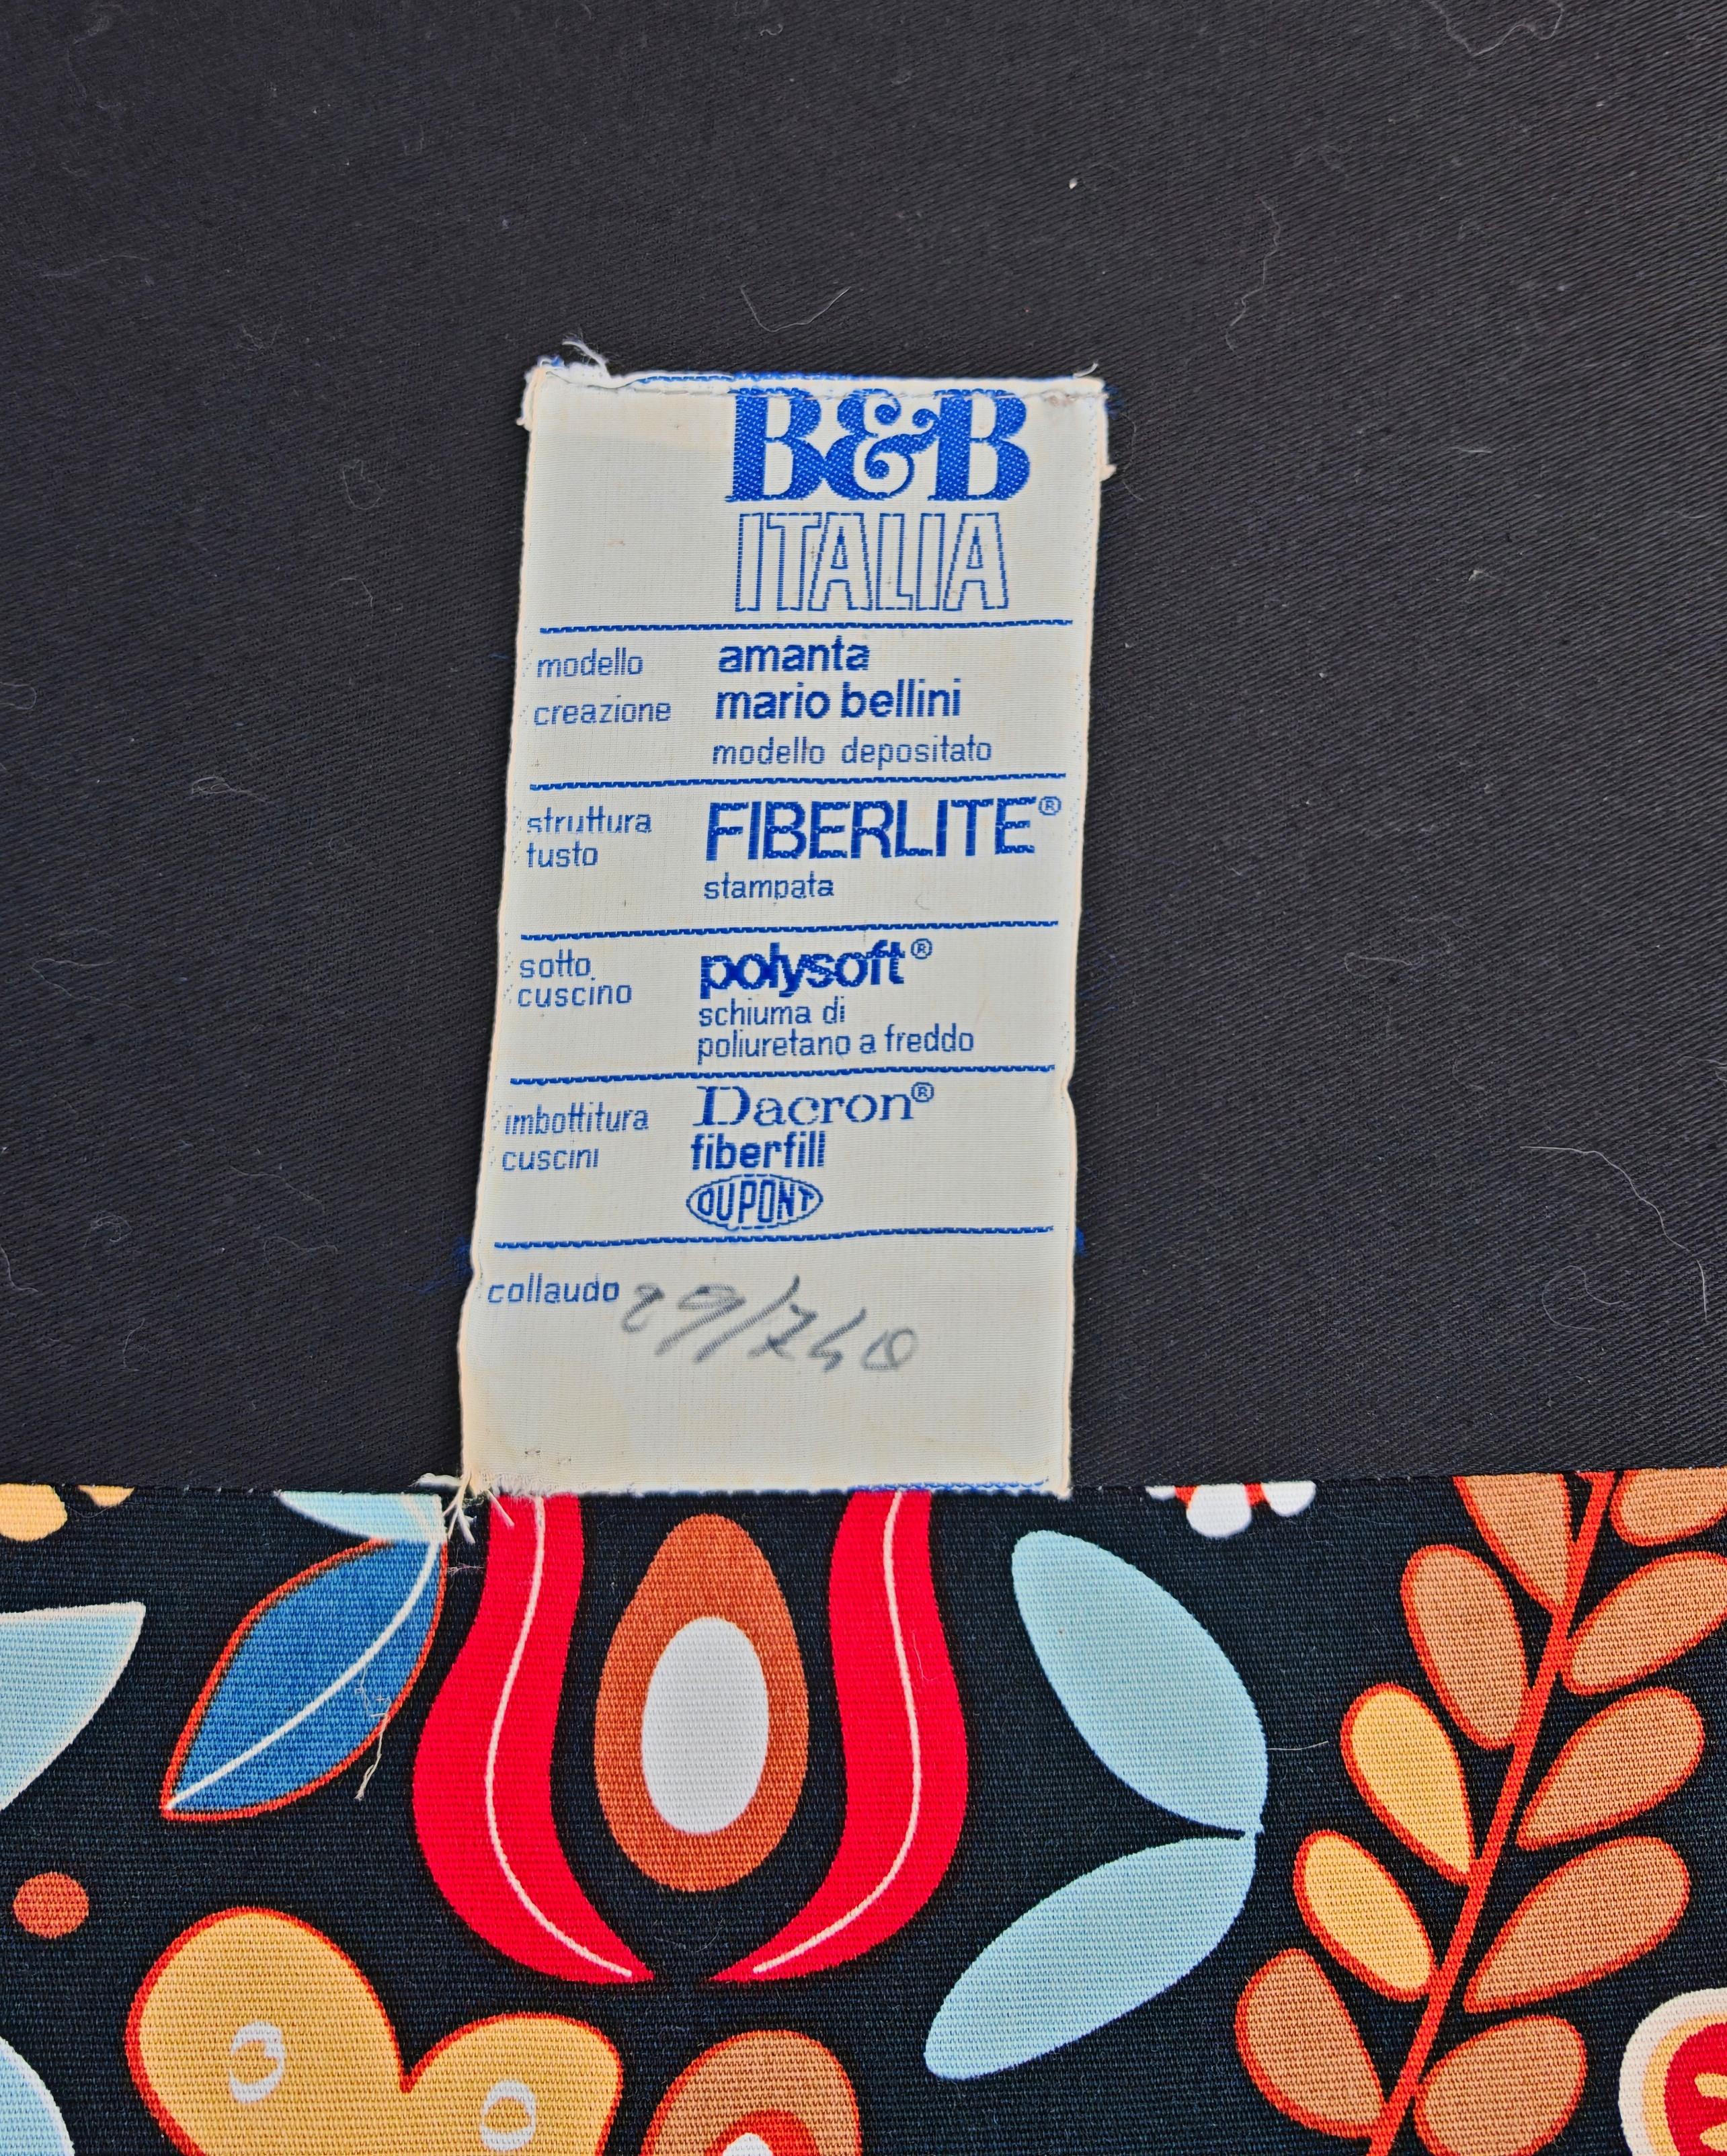 B&B
ITALIA
modello amanta
creazione mario bellini
modello depositato
struttura FIBERLITE®
fusto
stampata
sotto polysoft®
cuscino
schiuma di
poliuretano a freddo
imbottitura Dacron®
cuscini fiberfill
DUPONT
collaudo